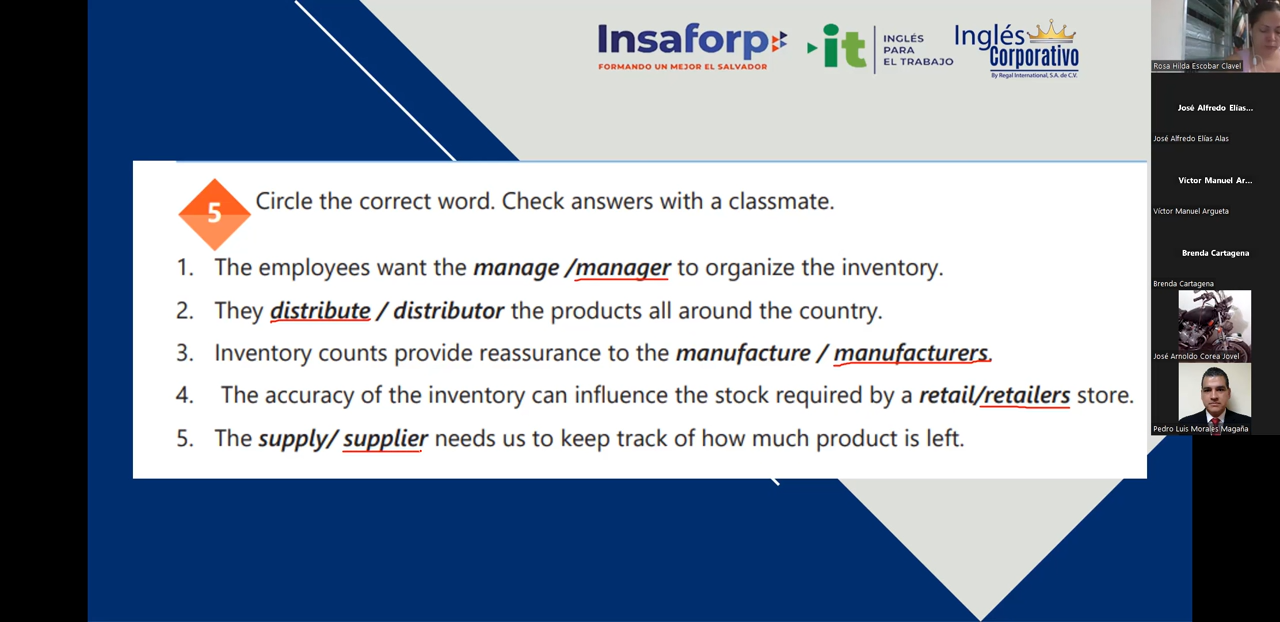 Insaforp
FORMANDO UN MEJOR EL SALVADOR
it
INGLÉS
PARA
EL TRABAJO
Inglés
Corporativo
By Regal International, S.A. de C.V.
5 Circle the correct word. Check answers with a classmate.
1. The employees want the manage /manager to organize the inventory.
2. They distribute / distributor the products all around the country.
3. Inventory counts provide reassurance to the manufacture / manufacturers.
4. The accuracy of the inventory can influence the stock required by a retail/retailers store.
5. The supply/ supplier needs us to keep track of how much product is left.
Rosa Hilda Escobar Clavel
José Alfredo Elías...
José Alfredo Elías Alas
Víctor Manuel Ar...
Víctor Manuel Argueta
Brenda Cartagena
Brenda Cartagena
José Arnoldo Corea Jovel
Pedro Luis Morales Magaña